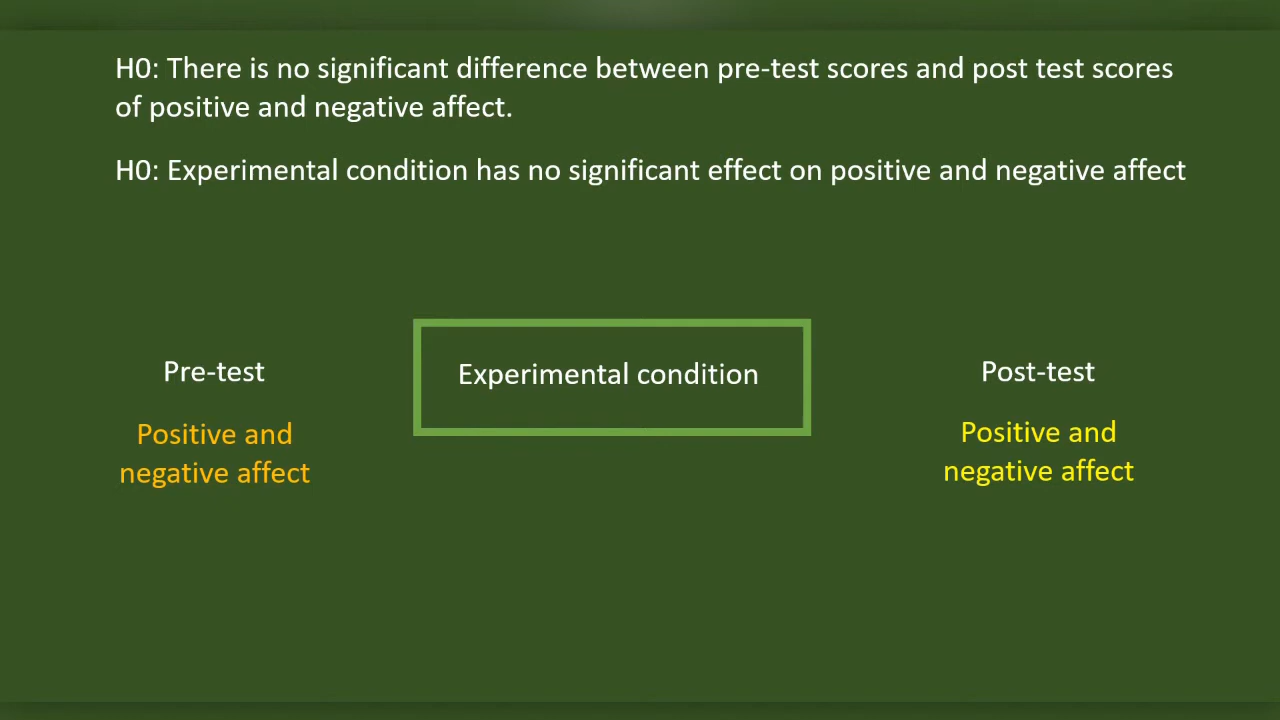 H0: There is no significant difference between pre-test scores and post test scores
of positive and negative affect.
H0: Experimental condition has no significant effect on positive and negative affect
Pre-test
Experimental condition
Post-test
Positive and
negative affect
Positive and
negative affect